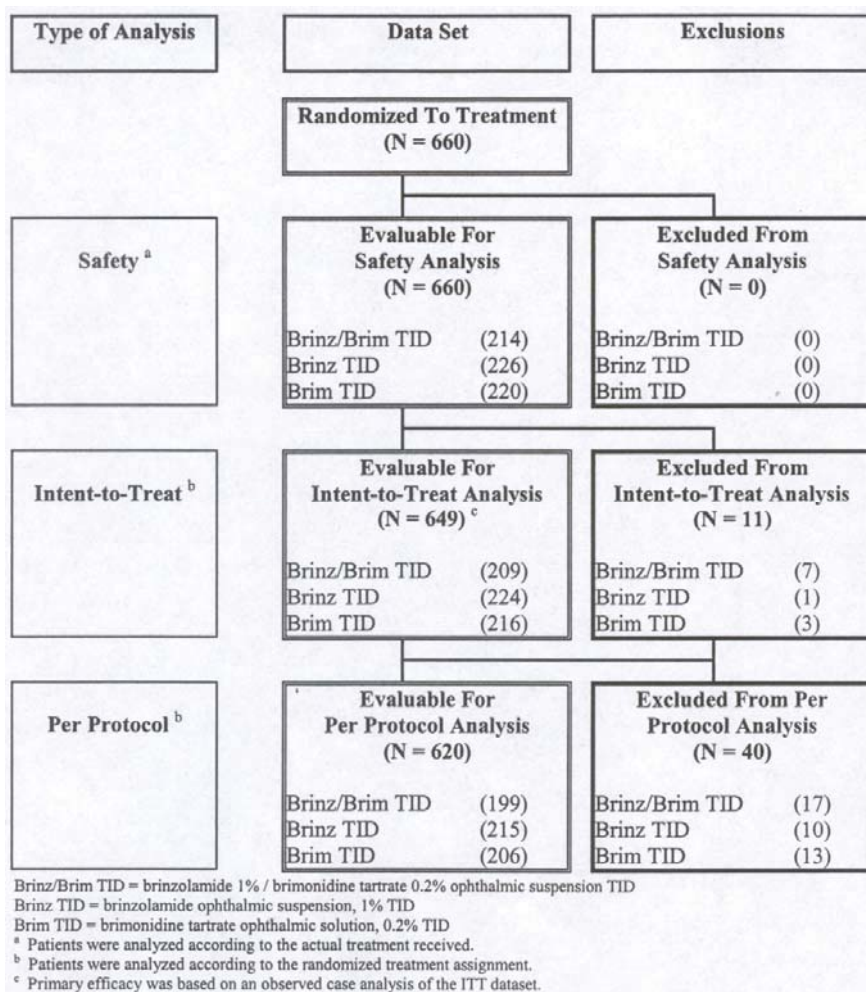 Type of Analysis
Data Set
Exclusions
Randomized To Treatment
(N = 660)
Safety a
Evaluable For
Safety Analysis
(N = 660)
Brinz/Brim TID (214)
Brinz TID (226)
Brim TID (220)
Excluded From
Safety Analysis
(N = 0)
Brinz/Brim TID (0)
Brinz TID (0)
Brim TID (0)
Intent-to-Treat b
Evaluable For
Intent-to-Treat Analysis
(N = 649) c
Brinz/Brim TID (209)
Brinz TID (224)
Brim TID (216)
Excluded From
Intent-to-Treat Analysis
(N = 11)
Brinz/Brim TID (7)
Brinz TID (1)
Brim TID (3)
Per Protocol b
Evaluable For
Per Protocol Analysis
(N = 620)
Brinz/Brim TID (199)
Brinz TID (215)
Brim TID (206)
Excluded From Per
Protocol Analysis
(N = 40)
Brinz/Brim TID (17)
Brinz TID (10)
Brim TID (13)
Brinz/Brim TID = brinzolamide 1% / brimonidine tartrate 0.2% ophthalmic suspension TID
Brinz TID = brinzolamide ophthalmic suspension, 1% TID
Brim TID = brimonidine tartrate ophthalmic solution, 0.2% TID
a Patients were analyzed according to the actual treatment received.
b Patients were analyzed according to the randomized treatment assignment.
c Primary efficacy was based on an observed case analysis of the ITT dataset.